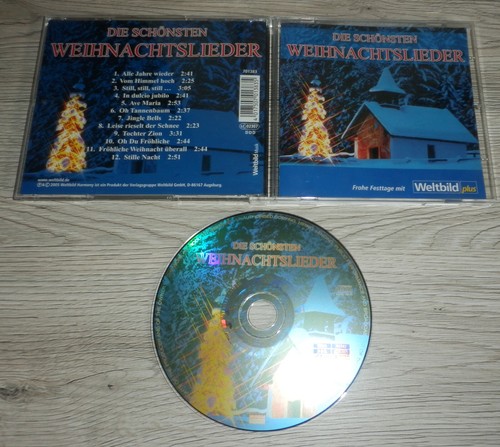 DIE SCHÖNSTEN
WEIHNACHTSLIEDER
1. Alle Jahre wieder 2:41
2. Vom Himmel hoch 2:25
3. Still, still, still ... 3:05
4. In dulcio jubilo 2:41
5. Ave Maria 2:53
6. Oh Tannenbaum 2:37
7. Jingle Bells 2:22
8. Leise rieselt der Schnee 2:23
9. Tochter Zion 3:31
10. Oh Du Fröhliche 2:44
11. Fröhliche Weihnacht überall 2:44
12. Stille Nacht 2:51
www.weltbild.de
Weltbild
DIE SCHÖNSTEN
WEIHNACHTSLIEDER
Frohe Festtage mit Weltbild plus
DIE SCHÖNSTEN
WEIHNACHTSLIEDER